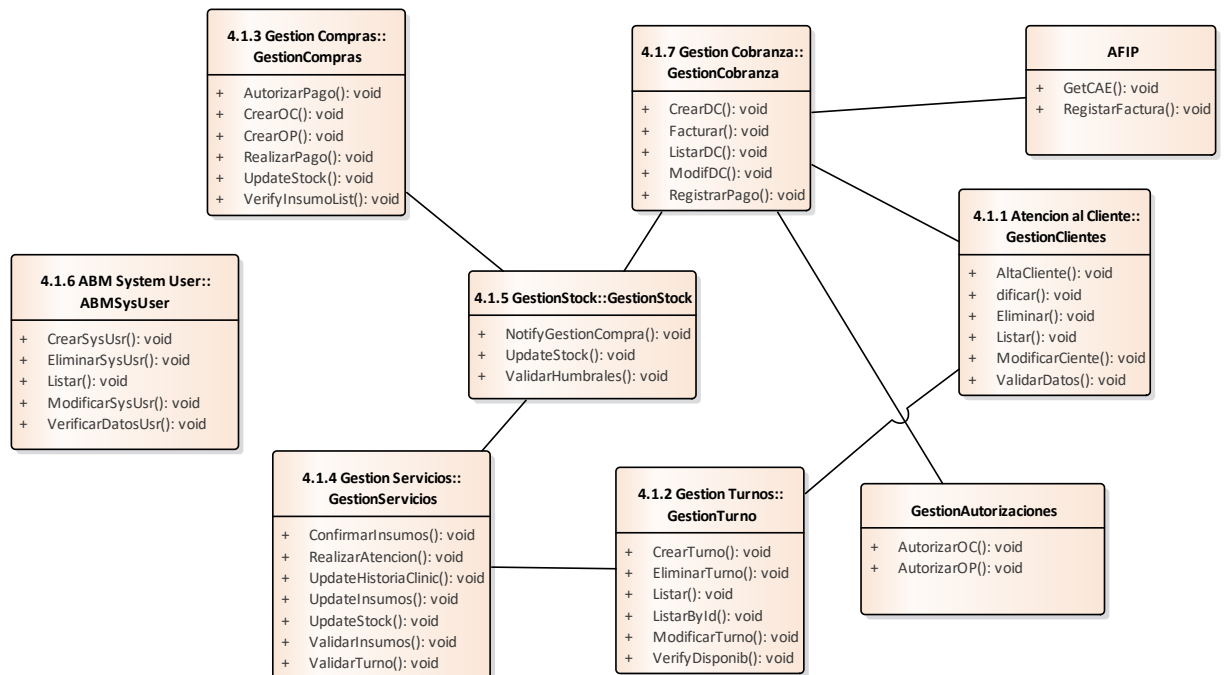 4.1.3 Gestion Compras::
GestionCompras
+ AutorizarPago(): void
+ CrearOC(): void
+ CrearOP(): void
+ RealizarPago(): void
+ UpdateStock(): void
+ VerifyInsumoList(): void
4.1.7 Gestion Cobranza::
GestionCobranza
+ CrearDC(): void
+ Facturar(): void
+ ListarDC(): void
+ ModifDC(): void
+ RegistrarPago(): void
AFIP
+ GetCAE(): void
+ RegistarFactura(): void
4.1.1 Atencion al Cliente::
GestionClientes
+ AltaCliente(): void
+ dificar(): void
+ Eliminar(): void
+ Listar(): void
+ ModificarCiente(): void
+ ValidarDatos(): void
4.1.6 ABM System User::
ABMSysUser
+ CrearSysUsr(): void
+ EliminarSysUsr(): void
+ Listar(): void
+ ModificarSysUsr(): void
+ VerificarDatosUsr(): void
4.1.5 GestionStock::GestionStock
+ NotifyGestionCompra(): void
+ UpdateStock(): void
+ ValidarHumbrales(): void
4.1.4 Gestion Servicios::
GestionServicios
+ ConfirmarInsumos(): void
+ RealizarAtencion(): void
+ UpdateHistoriaClinic(): void
+ UpdateInsumos(): void
+ UpdateStock(): void
+ ValidarInsumos(): void
+ ValidarTurno(): void
4.1.2 Gestion Turnos::
GestionTurno
+ CrearTurno(): void
+ EliminarTurno(): void
+ Listar(): void
+ ListarById(): void
+ ModificarTurno(): void
+ VerifyDisponib(): void
GestionAutorizaciones
+ AutorizarOC(): void
+ AutorizarOP(): void